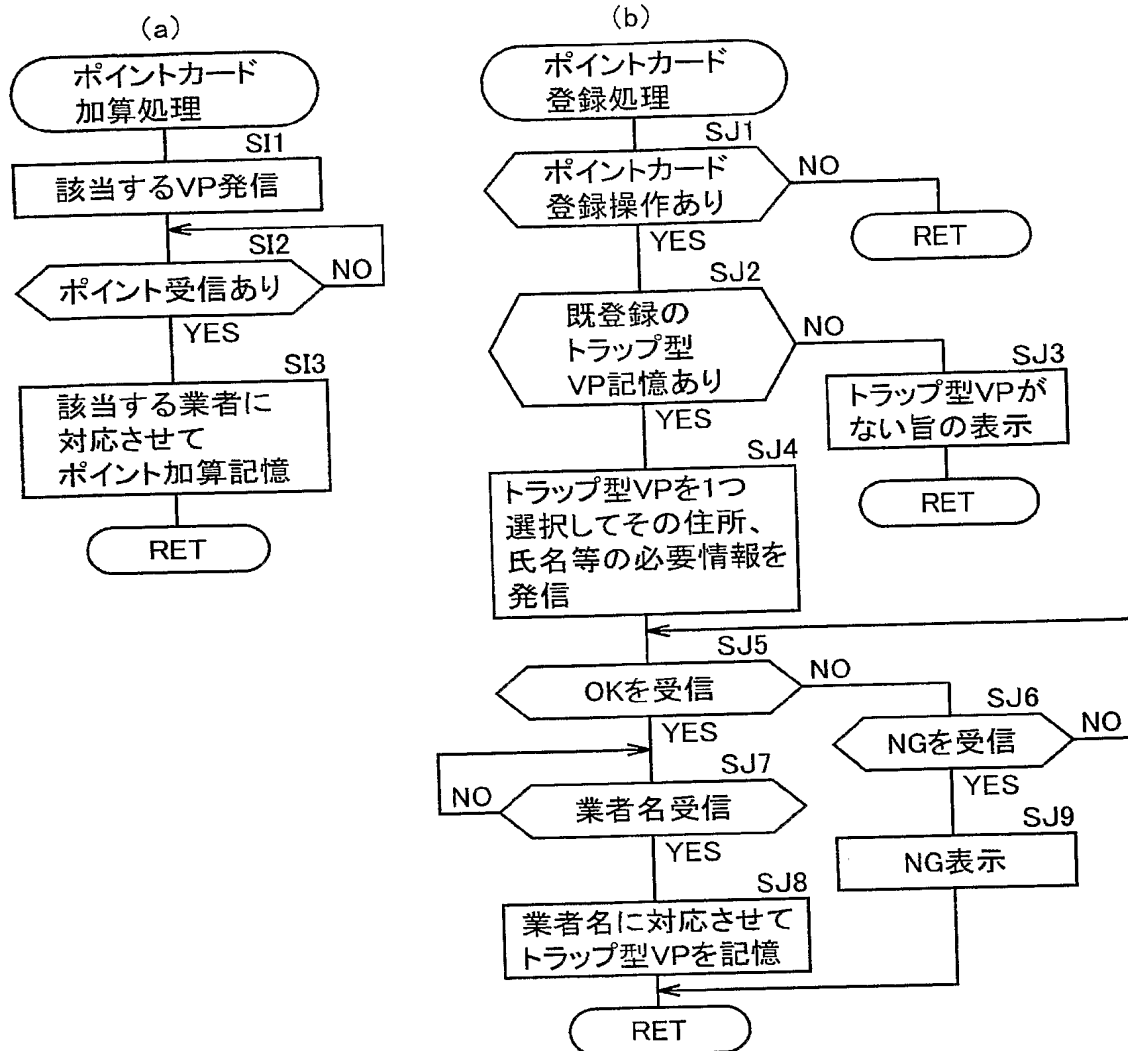 (a)
ポイントカード
加算処理
SI1
該当するVP発信
SI2
ポイント受信あり
NO
YES
SI3
該当する業者に
対応させて
ポイント加算記憶
RET
(b)
ポイントカード
登録処理
SJ1
ポイントカード
登録操作あり
NO
RET
YES
SJ2
既登録の
トラップ型
VP記憶あり
NO
SJ3
トラップ型VPが
ない旨の表示
RET
YES
SJ4
トラップ型VPを1つ
選択してその住所、
氏名等の必要情報を
発信
SJ5
OKを受信
NO
SJ6
NGを受信
NO
YES
SJ9
NG表示
YES
SJ7
業者名受信
NO
YES
SJ8
業者名に対応させて
トラップ型VPを記憶
RET